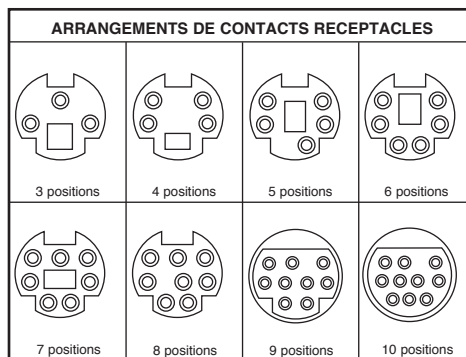 ARRANGEMENTS DE CONTACTS RECEPTACLES
3 positions
4 positions
5 positions
6 positions
7 positions
8 positions
9 positions
10 positions